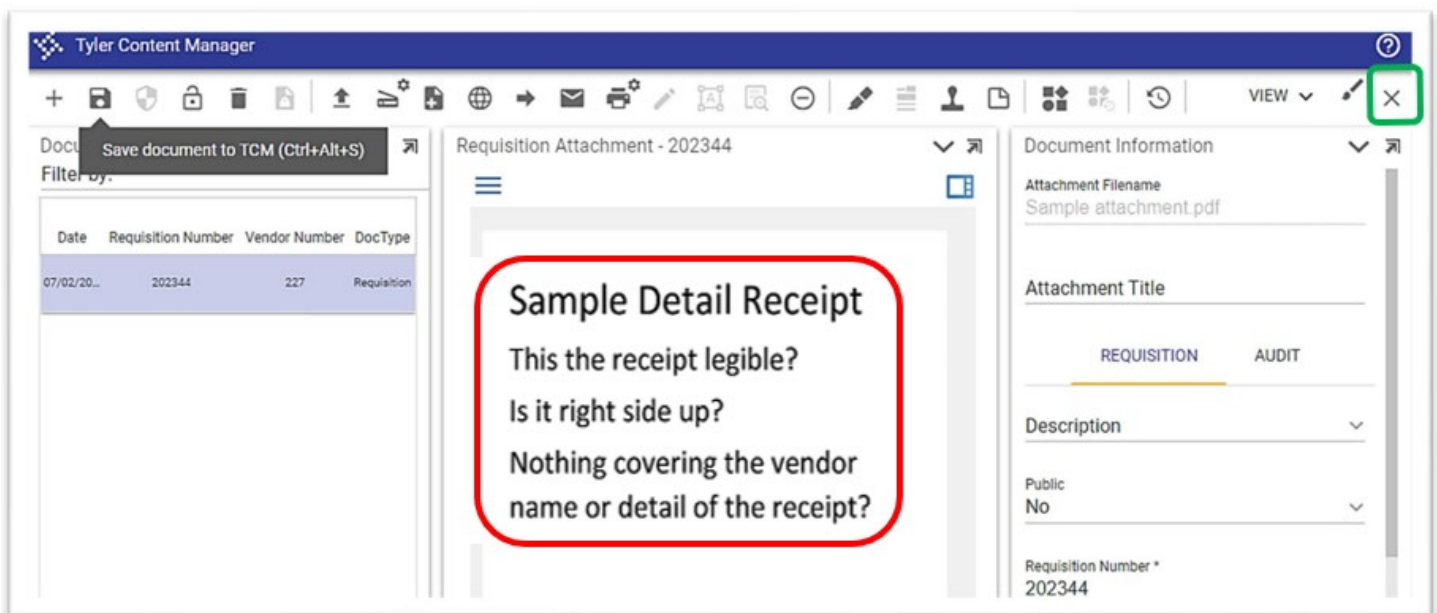 Tyler Content Manager
VIEW
Save document to TCM (Ctrl+Alt+S)
Docu
Filter by:
Date Requisition Number Vendor Number DocType
07/02/20... 202344 227 Requisition
Requisition Attachment - 202344
Sample Detail Receipt
This the receipt legible?
Is it right side up?
Nothing covering the vendor
name or detail of the receipt?
Document Information
Attachment Filename
Sample attachment.pdf
Attachment Title
REQUISITION AUDIT
Description
Public
No
Requisition Number *
202344